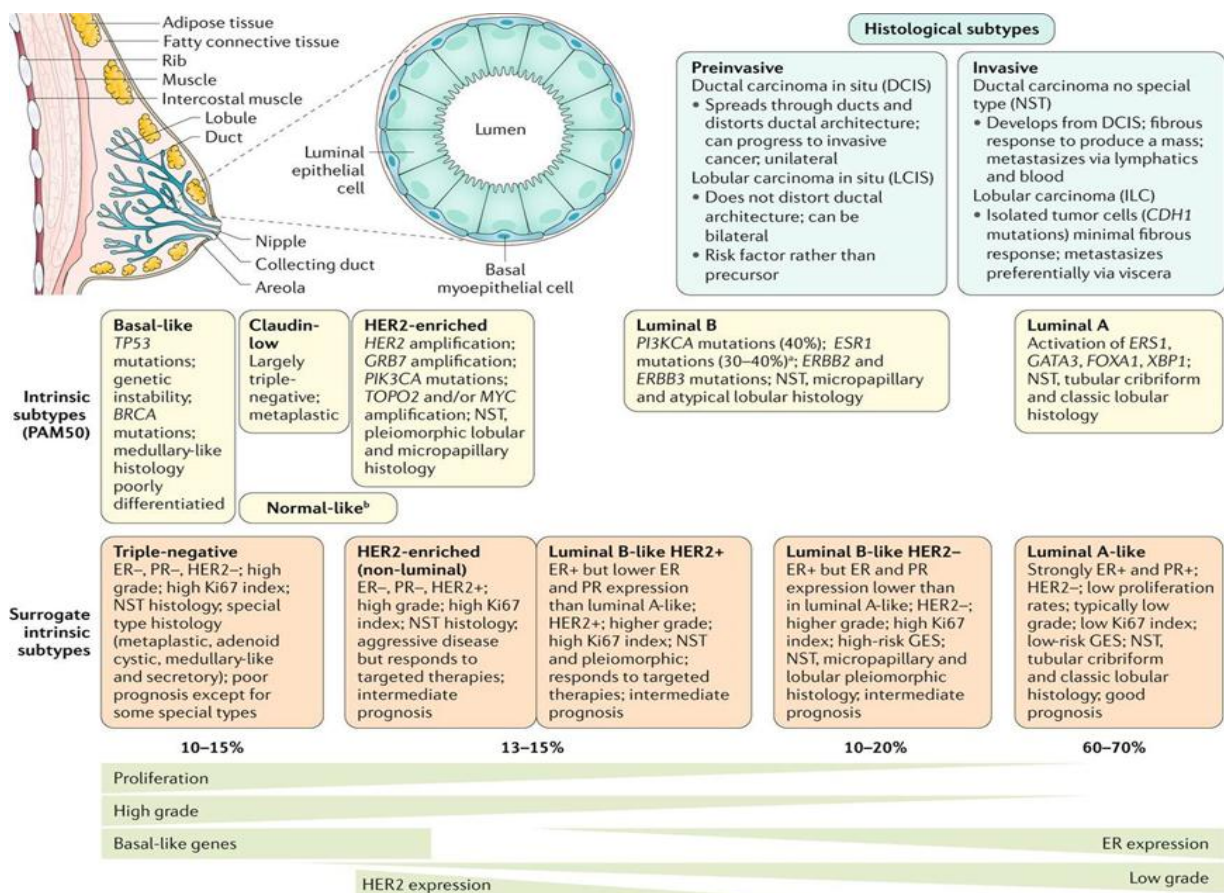 Adipose tissue
Fatty connective tissue
Rib
Muscle
Intercostal muscle
Lobule
Duct
Nipple
Collecting duct
Areola
Luminal
epithelial
cell
Lumen
Basal
myoepithelial cell
Histological subtypes
Preinvasive
Ductal carcinoma in situ (DCIS)
• Spreads through ducts and
distorts ductal architecture;
can progress to invasive
cancer; unilateral
Lobular carcinoma in situ (LCIS)
• Does not distort ductal
architecture; can be
bilateral
• Risk factor rather than
precursor
Invasive
Ductal carcinoma no special
type (NST)
• Develops from DCIS; fibrous
response to produce a mass;
metastasizes via lymphatics
and blood
Lobular carcinoma (ILC)
• Isolated tumor cells (CDH1
mutations) minimal fibrous
response; metastasizes
preferentially via viscera
Intrinsic
subtypes
(PAM50)
Basal-like
TP53
mutations;
genetic
instability;
BRCA
mutations;
medullary-like
histology
poorly
differentiatied
Claudin-
low
Largely
triple-
negative;
metaplastic
HER2-enriched
HER2 amplification;
GRB7 amplification;
PIK3CA mutations;
TOPO2 and/or MYC
amplification; NST,
pleiomorphic lobular
and micropapillary
histology
Luminal B
PI3KCA mutations (40%); ESR1
mutations (30–40%)ᵃ; ERBB2 and
ERBB3 mutations; NST, micropapillary
and atypical lobular histology
Luminal A
Activation of ERS1,
GATA3, FOXA1, XBP1;
NST, tubular cribriform
and classic lobular
histology
Normal-likeᵇ
Surrogate
intrinsic
subtypes
Triple-negative
ER–, PR–, HER2–; high
grade; high Ki67 index;
NST histology; special
type histology
(metaplastic, adenoid
cystic, medullary-like
and secretory); poor
prognosis except for
some special types
HER2-enriched
(non-luminal)
ER–, PR–, HER2+;
high grade; high Ki67
index; NST histology;
aggressive disease
but responds to
targeted therapies;
intermediate
prognosis
Luminal B-like HER2+
ER+ but lower ER
and PR expression
than luminal A-like;
HER2+; higher grade;
high Ki67 index; NST
and pleiomorphic;
responds to targeted
therapies; intermediate
prognosis
Luminal B-like HER2–
ER+ but ER and PR
expression lower than
in luminal A-like; HER2–;
higher grade; high Ki67
index; high-risk GES;
NST, micropapillary and
lobular pleiomorphic
histology; intermediate
prognosis
Luminal A-like
Strongly ER+ and PR+;
HER2–; low proliferation
rates; typically low
grade; low Ki67 index;
low-risk GES; NST,
tubular cribriform
and classic lobular
histology; good
prognosis
10–15%
13–15%
10–20%
60–70%
Proliferation
High grade
Basal-like genes
ER expression
HER2 expression
Low grade